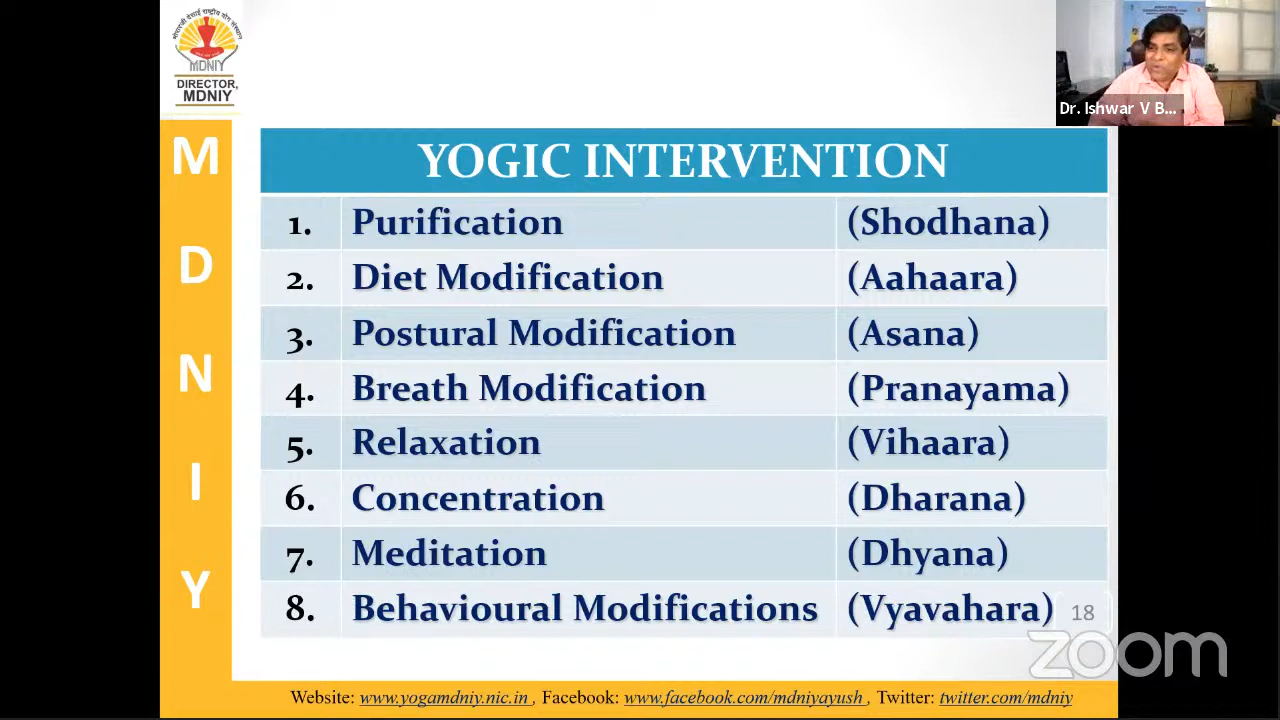 मोरारजी देसाई राष्ट्रीय योग संस्थान
MDNIY
DIRECTOR,
MDNIY
Dr. Ishwar V B...
M
D
N
I
Y
YOGIC INTERVENTION
1. Purification (Shodhana)
2. Diet Modification (Aahaara)
3. Postural Modification (Asana)
4. Breath Modification (Pranayama)
5. Relaxation (Vihaara)
6. Concentration (Dharana)
7. Meditation (Dhyana)
8. Behavioural Modifications (Vyavahara)
18
zoom
Website: www.yogamdniy.nic.in , Facebook: www.facebook.com/mdniyayush , Twitter: twitter.com/mdniy